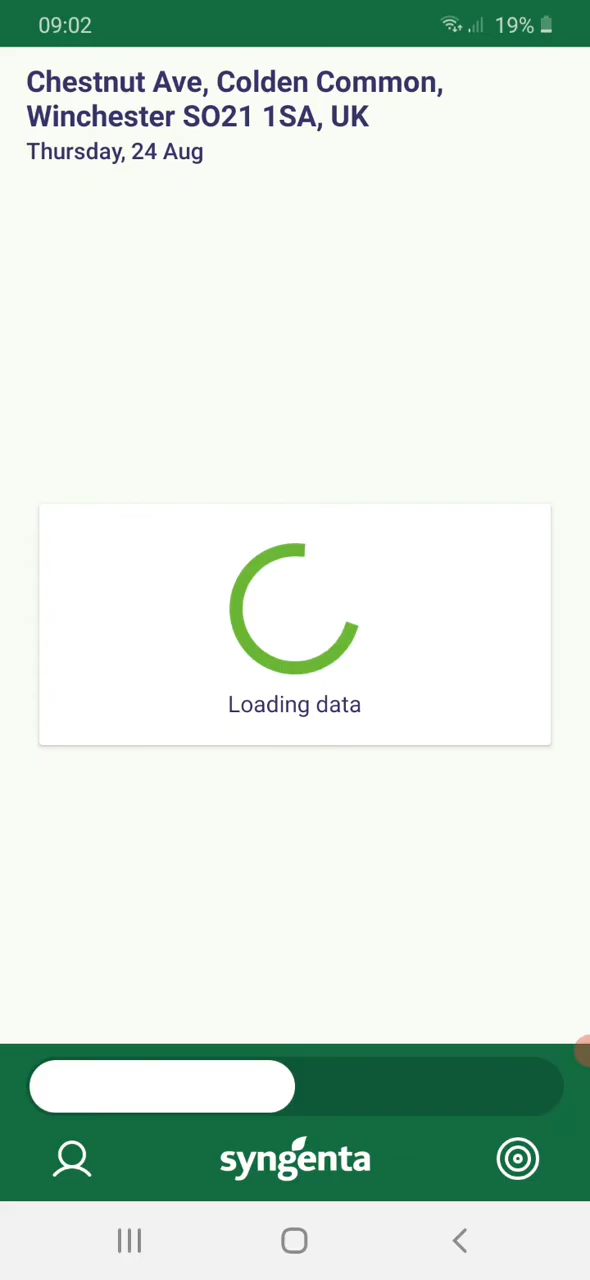 09:02
19%
Chestnut Ave, Colden Common,
Winchester SO21 1SA, UK
Thursday, 24 Aug
Loading data
syngenta